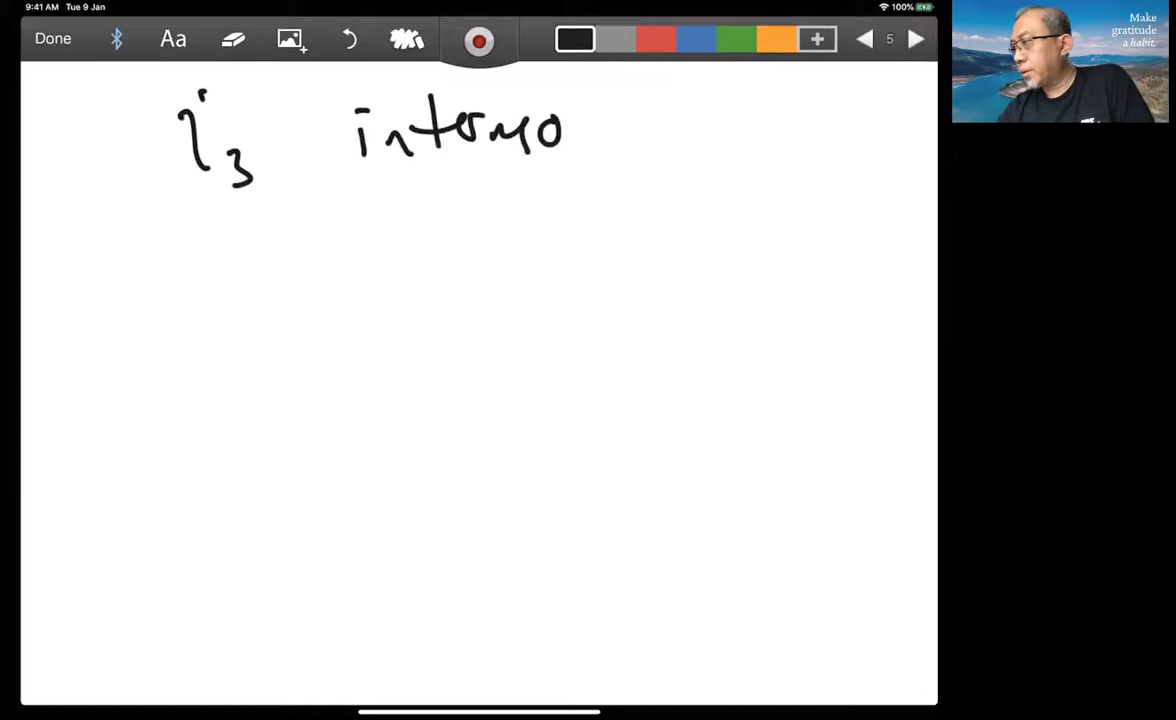 9:41 AM Tue 9 Jan
100%
Done
Aa
5
Make
gratitude
a habit.
i3 intermo